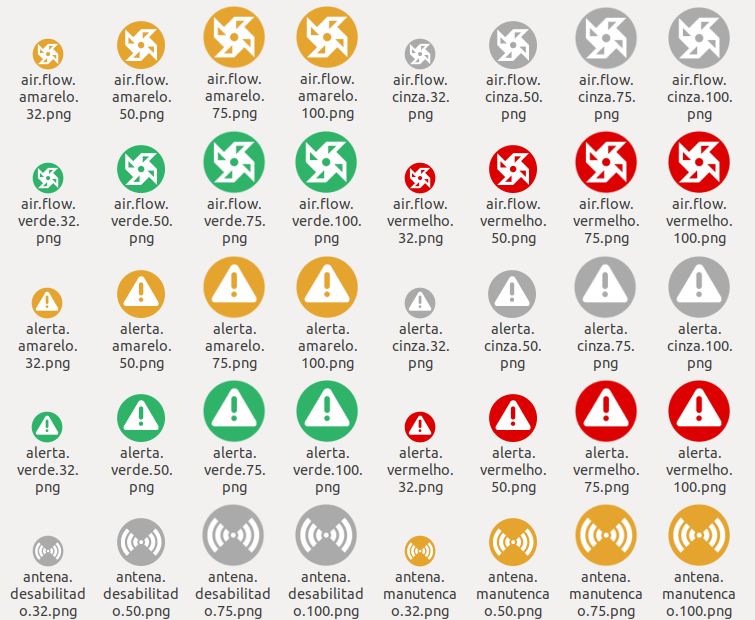 air.flow.
amarelo.
32.png
air.flow.
amarelo.
50.png
air.flow.
amarelo.
75.png
air.flow.
amarelo.
100.png
air.flow.
cinza.32.
png
air.flow.
cinza.50.
png
air.flow.
cinza.75.
png
air.flow.
cinza.100.
png
air.flow.
verde.32.
png
air.flow.
verde.50.
png
air.flow.
verde.75.
png
air.flow.
verde.100.
png
air.flow.
vermelho.
32.png
air.flow.
vermelho.
50.png
air.flow.
vermelho.
75.png
air.flow.
vermelho.
100.png
alerta.
amarelo.
32.png
alerta.
amarelo.
50.png
alerta.
amarelo.
75.png
alerta.
amarelo.
100.png
alerta.
cinza.32.
png
alerta.
cinza.50.
png
alerta.
cinza.75.
png
alerta.
cinza.100.
png
alerta.
verde.32.
png
alerta.
verde.50.
png
alerta.
verde.75.
png
alerta.
verde.100.
png
alerta.
vermelho.
32.png
alerta.
vermelho.
50.png
alerta.
vermelho.
75.png
alerta.
vermelho.
100.png
antena.
desabilitad
o.32.png
antena.
desabilitad
o.50.png
antena.
desabilitad
o.75.png
antena.
desabilitad
o.100.png
antena.
manutenca
o.32.png
antena.
manutenca
o.50.png
antena.
manutenca
o.75.png
antena.
manutenca
o.100.png